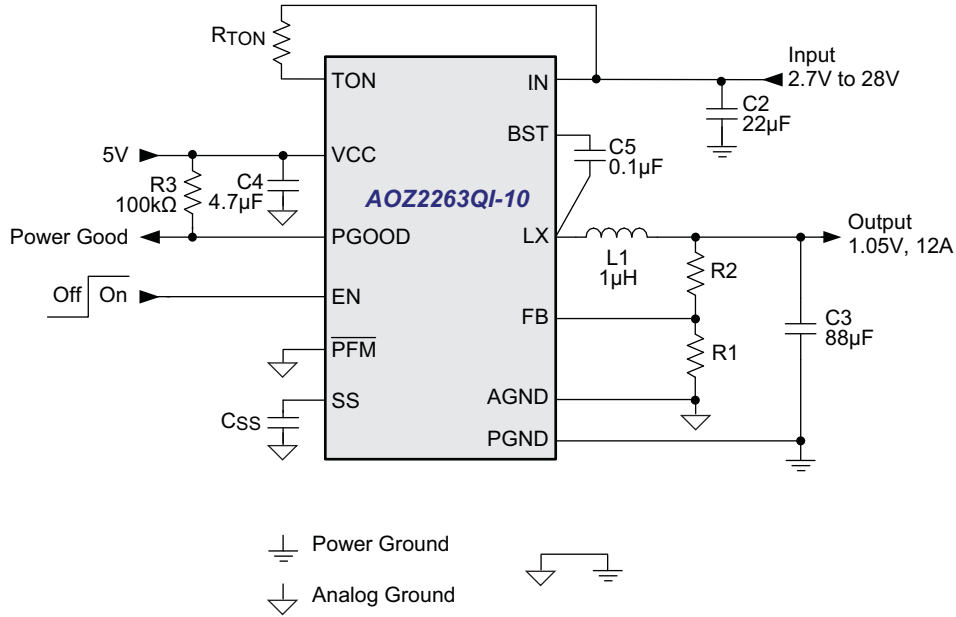 RTON
TON
IN
Input
2.7V to 28V
C2
22µF
BST
C5
0.1µF
5V
VCC
R3
100kΩ
C4
4.7µF
AOZ2263QI-10
Power Good
PGOOD
LX
L1
1µH
Output
1.05V, 12A
R2
Off
On
EN
FB
C3
88µF
PFM
R1
SS
CSS
AGND
PGND
Power Ground
Analog Ground